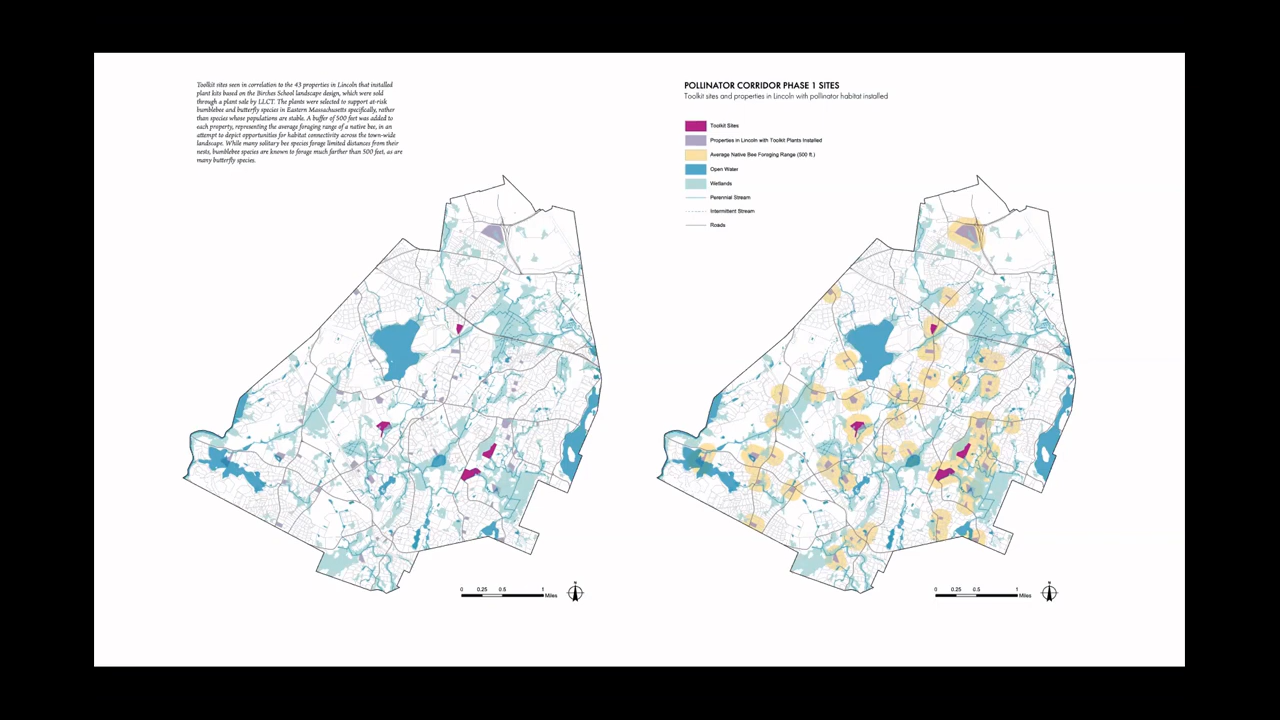 Toolkit sites seen in correlation to the 43 properties in Lincoln that installed
plant kits based on the Birches School landscape design, which were sold
through a plant sale by LLCT. The plants were selected to support at-risk
bumblebee and butterfly species in Eastern Massachusetts specifically, rather
than species whose populations are stable. A buffer of 500 feet was added to
each property, representing the average foraging range of a native bee, in an
attempt to depict opportunities for habitat connectivity across the town-wide
landscape. While many solitary bee species forage limited distances from their
nests, bumblebee species are known to forage much farther than 500 feet, as are
many butterfly species.
POLLINATOR CORRIDOR PHASE 1 SITES
Toolkit sites and properties in Lincoln with pollinator habitat installed
Toolkit Sites
Properties in Lincoln with Toolkit Plants Installed
Average Native Bee Foraging Range (500 ft.)
Open Water
Wetlands
Perennial Stream
Intermittent Stream
Roads
0 0.25 0.5 1
Miles
N
0 0.25 0.5 1
Miles
N